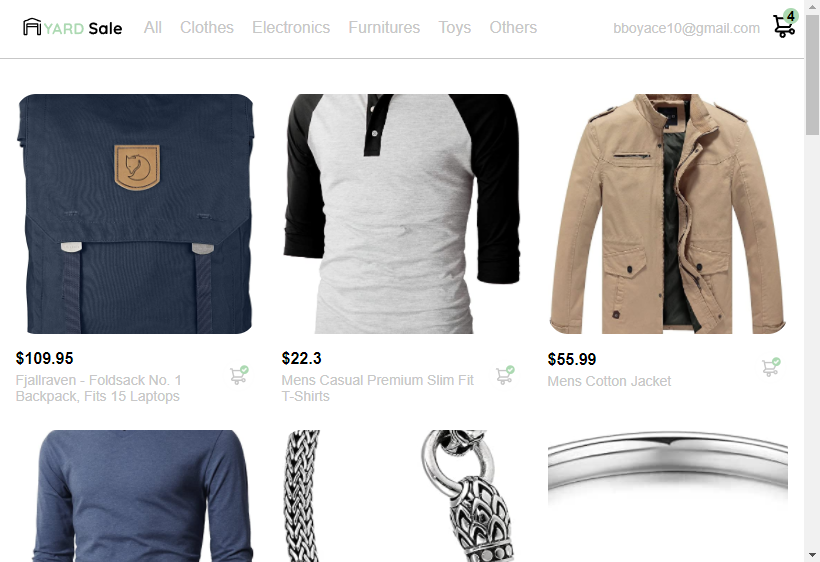 YARD Sale All Clothes Electronics Furnitures Toys Others bboyace10@gmail.com 4
$109.95
Fjallraven - Foldsack No. 1
Backpack, Fits 15 Laptops
$22.3
Mens Casual Premium Slim Fit
T-Shirts
$55.99
Mens Cotton Jacket